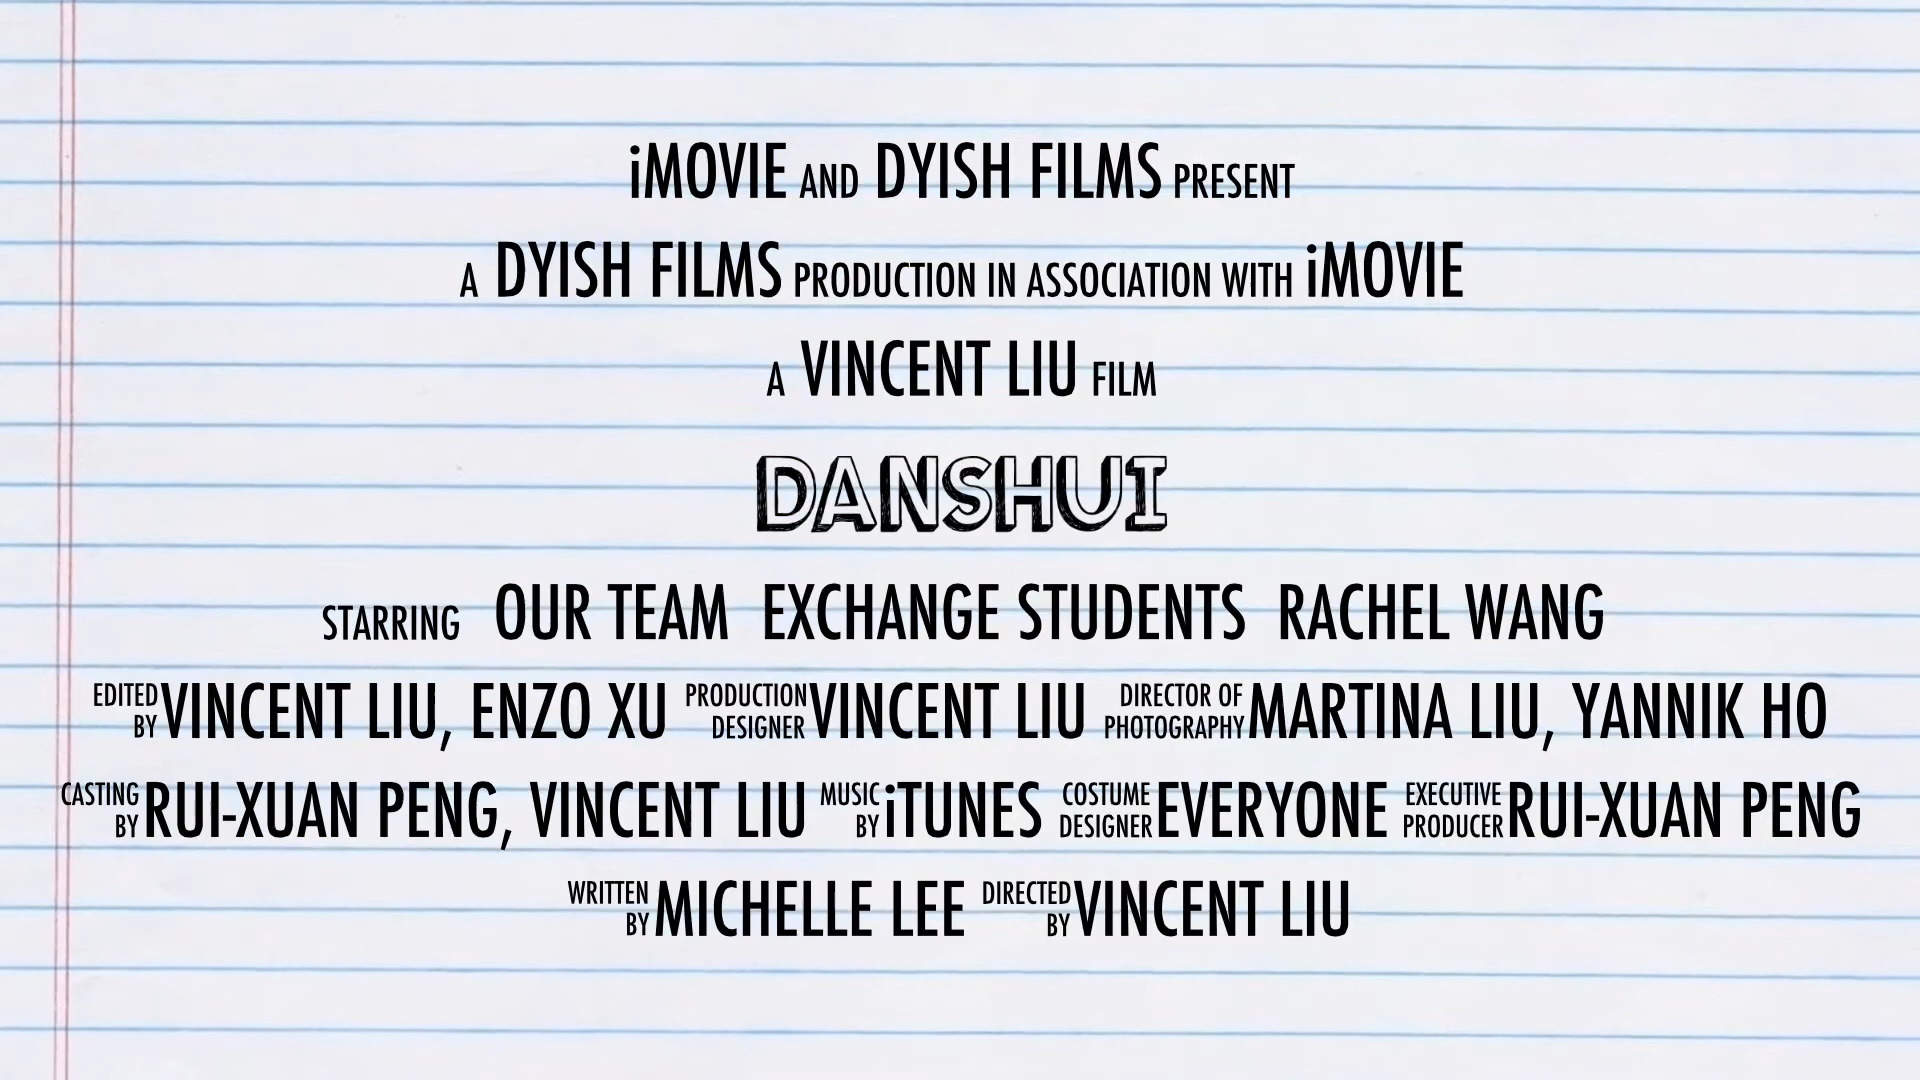 iMOVIE AND DYISH FILMS PRESENT
A DYISH FILMS PRODUCTION IN ASSOCIATION WITH iMOVIE
A VINCENT LIU FILM
DANSHUI
STARRING OUR TEAM EXCHANGE STUDENTS RACHEL WANG
EDITED BY VINCENT LIU, ENZO XU PRODUCTION DESIGNER VINCENT LIU DIRECTOR OF PHOTOGRAPHY MARTINA LIU, YANNIK HO
CASTING BY RUI-XUAN PENG, VINCENT LIU MUSIC BY iTUNES COSTUME DESIGNER EVERYONE EXECUTIVE PRODUCER RUI-XUAN PENG
WRITTEN BY MICHELLE LEE DIRECTED BY VINCENT LIU